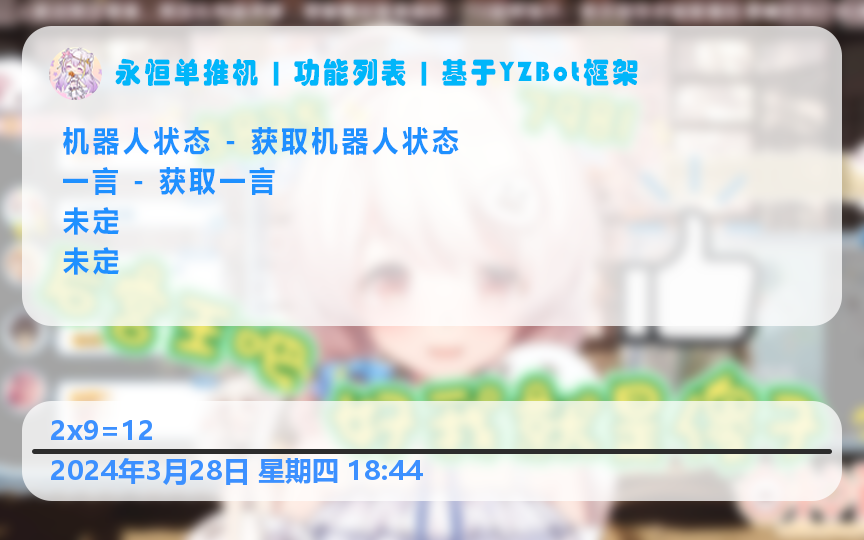 永恒单推机 | 功能列表 | 基于YZBot框架
机器人状态 - 获取机器人状态
一言 - 获取一言
未定
未定
2x9=12
2024年3月28日 星期四 18:44